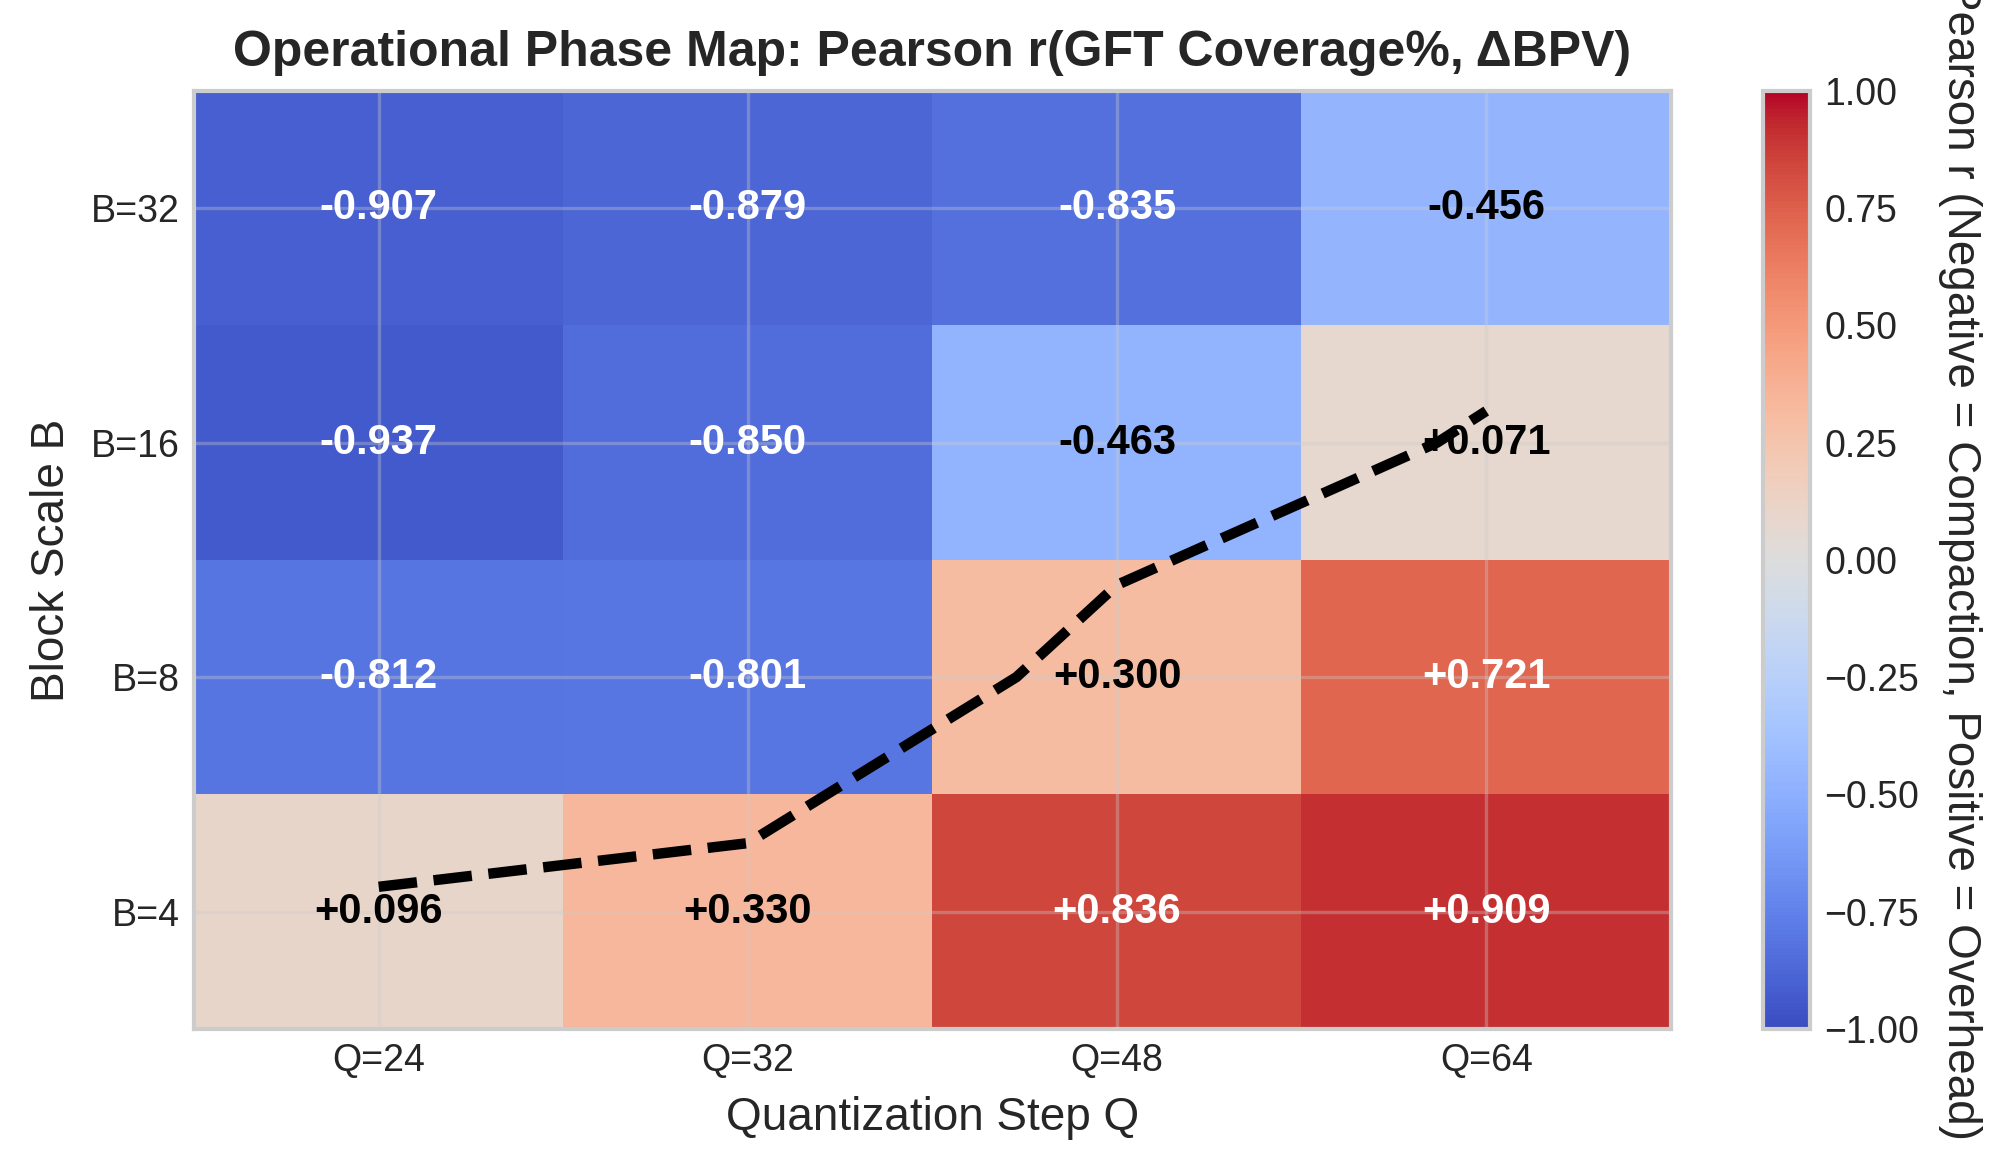 Operational Phase Map: Pearson r(GFT Coverage%, ΔBPV)
Block Scale B
B=32
-0.907
-0.879
-0.835
-0.456
B=16
-0.937
-0.850
-0.463
+0.071
B=8
-0.812
-0.801
+0.300
+0.721
B=4
+0.096
+0.330
+0.836
+0.909
Q=24
Q=32
Q=48
Q=64
Quantization Step Q
1.00
0.75
0.50
0.25
0.00
−0.25
−0.50
−0.75
−1.00
Pearson r (Negative = Compaction, Positive = Overhead)